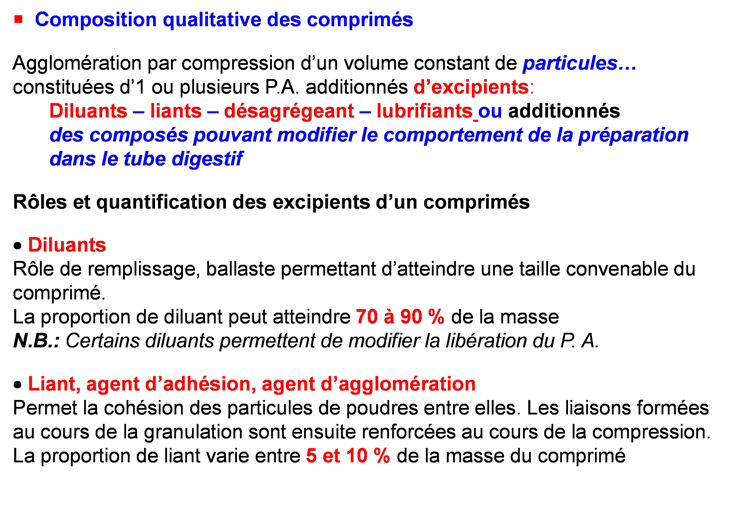 ▪ Composition qualitative des comprimés
Agglomération par compression d'un volume constant de particules…
constituées d'1 ou plusieurs P.A. additionnés d'excipients:
Diluants – liants – désagrégeant – lubrifiants ou additionnés
des composés pouvant modifier le comportement de la préparation
dans le tube digestif
Rôles et quantification des excipients d'un comprimés
• Diluants
Rôle de remplissage, ballaste permettant d'atteindre une taille convenable du
comprimé.
La proportion de diluant peut atteindre 70 à 90 % de la masse
N.B.: Certains diluants permettent de modifier la libération du P. A.
• Liant, agent d'adhésion, agent d'agglomération
Permet la cohésion des particules de poudres entre elles. Les liaisons formées
au cours de la granulation sont ensuite renforcées au cours de la compression.
La proportion de liant varie entre 5 et 10 % de la masse du comprimé